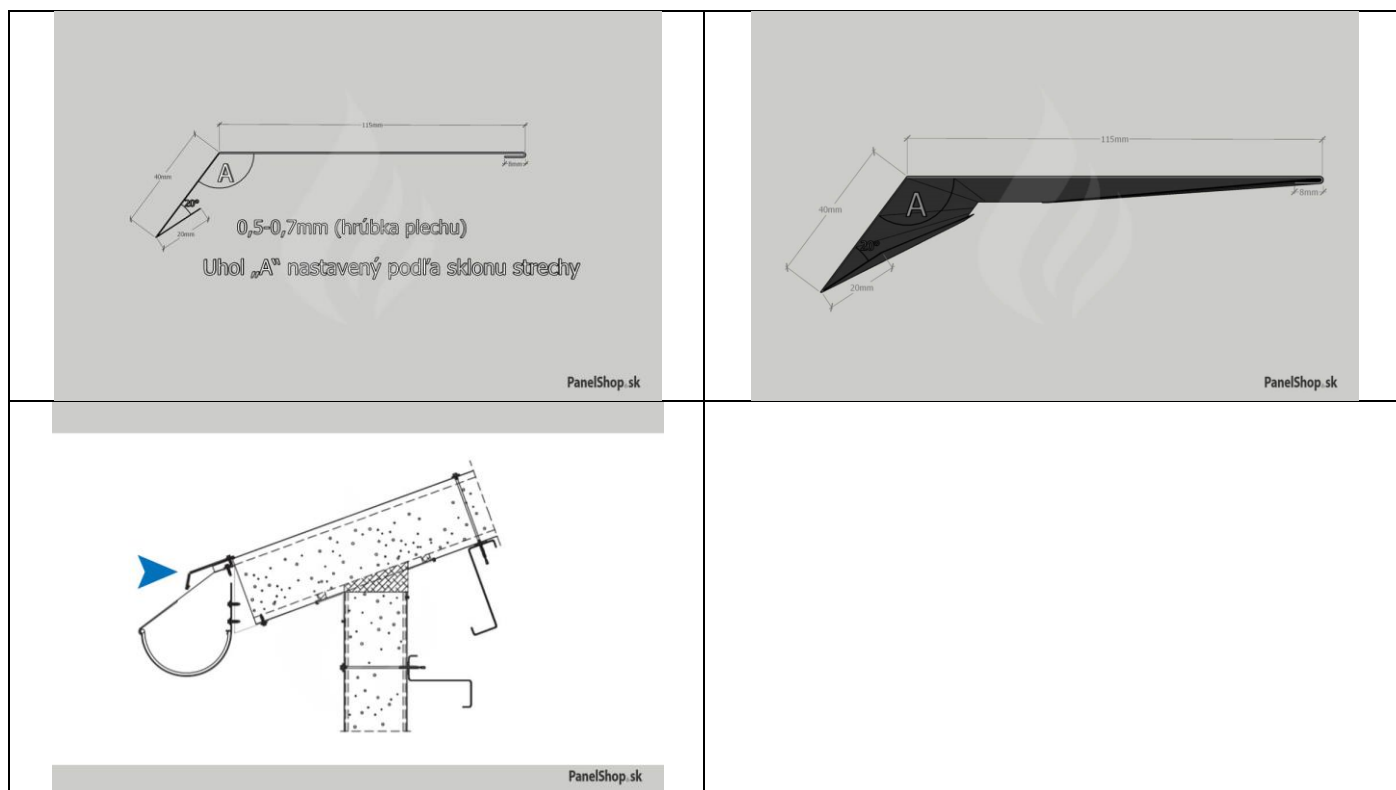 115mm
8mm
40mm
A
20°
20mm
0,5-0,7mm (hrúbka plechu)
Uhol „A“ nastavený podľa sklonu strechy
PanelShop.sk
115mm
8mm
40mm
A
20°
20mm
PanelShop.sk
PanelShop.sk